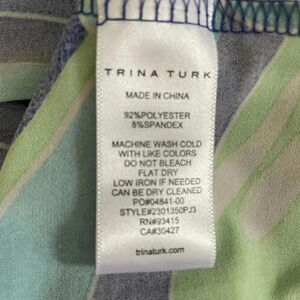 TRINA TURK
MADE IN CHINA
92%POLYESTER
8%SPANDEX
MACHINE WASH COLD
WITH LIKE COLORS
DO NOT BLEACH
FLAT DRY
LOW IRON IF NEEDED
CAN BE DRY CLEANED
PO#04841-00
STYLE#2301350PJ3
RN#93415
CA#30427
trinaturk.com